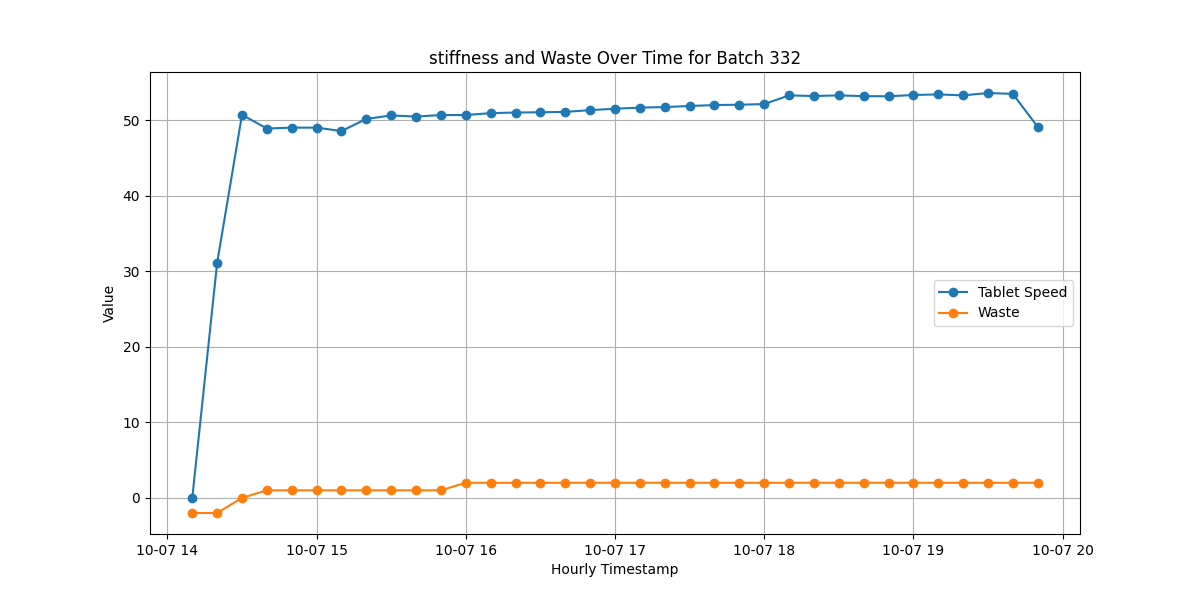 stiffness and Waste Over Time for Batch 332
Value
50
40
30
20
10
0
Tablet Speed
Waste
10-07 14 10-07 15 10-07 16 10-07 17 10-07 18 10-07 19 10-07 20
Hourly Timestamp